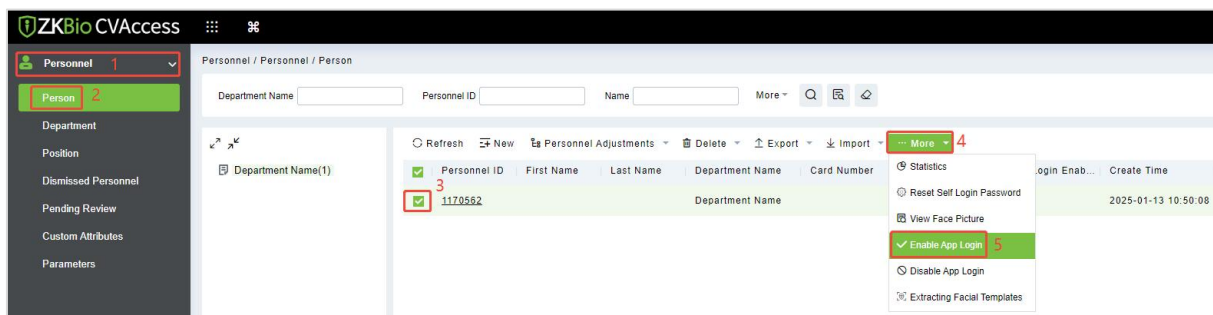 ZKBio CVAccess
Personnel 1
Personnel / Personnel / Person
Person 2
Department Name Personnel ID Name More
Department
Position
Dismissed Personnel
Pending Review
Custom Attributes
Parameters
Department Name(1)
Refresh New Personnel Adjustments Delete Export Import ··· More 4
Personnel ID First Name Last Name Department Name Card Number ogin Enab... Create Time
3
1170562 Department Name 2025-01-13 10:50:08
Statistics
Reset Self Login Password
View Face Picture
Enable App Login 5
Disable App Login
Extracting Facial Templates